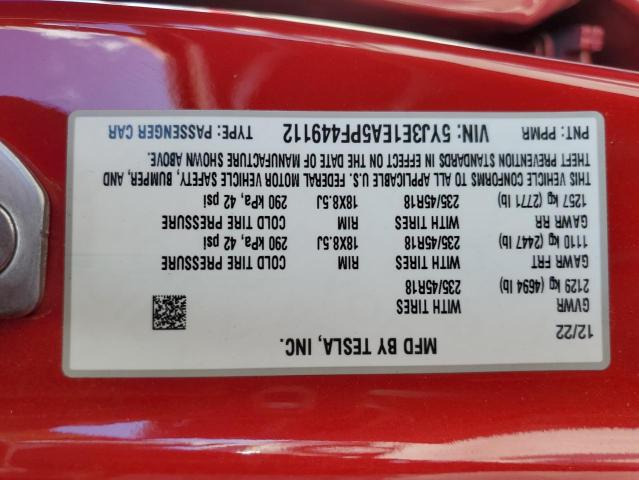 MFD BY TESLA, INC.
12/22
GVWR WITH TIRES
2129 kg (4694 lb) 235/45R18
GAWR FRT WITH TIRES RIM COLD TIRE PRESSURE
1110 kg (2447 lb) 235/45R18 18X8.5J 290 kPa, 42 psi
GAWR RR WITH TIRES RIM COLD TIRE PRESSURE
1257 kg (2771 lb) 235/45R18 18X8.5J 290 kPa, 42 psi
THIS VEHICLE CONFORMS TO ALL APPLICABLE U.S. FEDERAL MOTOR VEHICLE SAFETY, BUMPER, AND,
THEFT PREVENTION STANDARDS IN EFFECT ON THE DATE OF MANUFACTURE SHOWN ABOVE.
PNT: PPMR VIN: 5YJ3E1EA5PF449112 TYPE: PASSENGER CAR